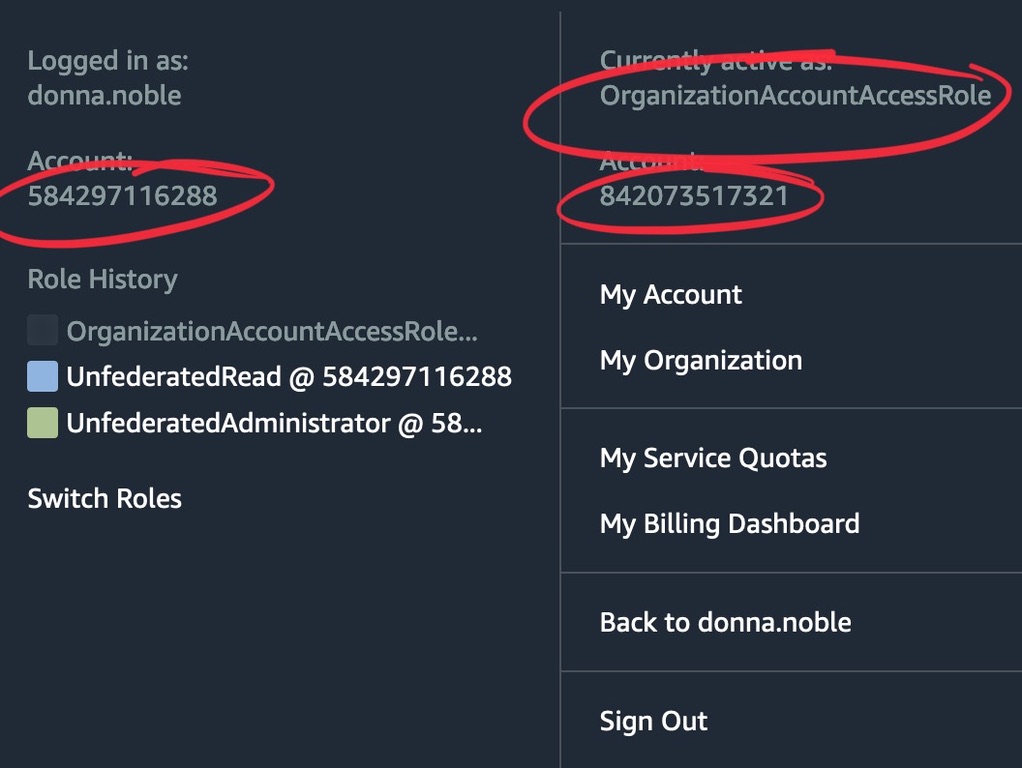 Logged in as:
donna.noble
Account:
584297116288
Role History
OrganizationAccountAccessRole...
UnfederatedRead @ 584297116288
UnfederatedAdministrator @ 58...
Switch Roles
Currently active as:
OrganizationAccountAccessRole
Account:
842073517321
My Account
My Organization
My Service Quotas
My Billing Dashboard
Back to donna.noble
Sign Out